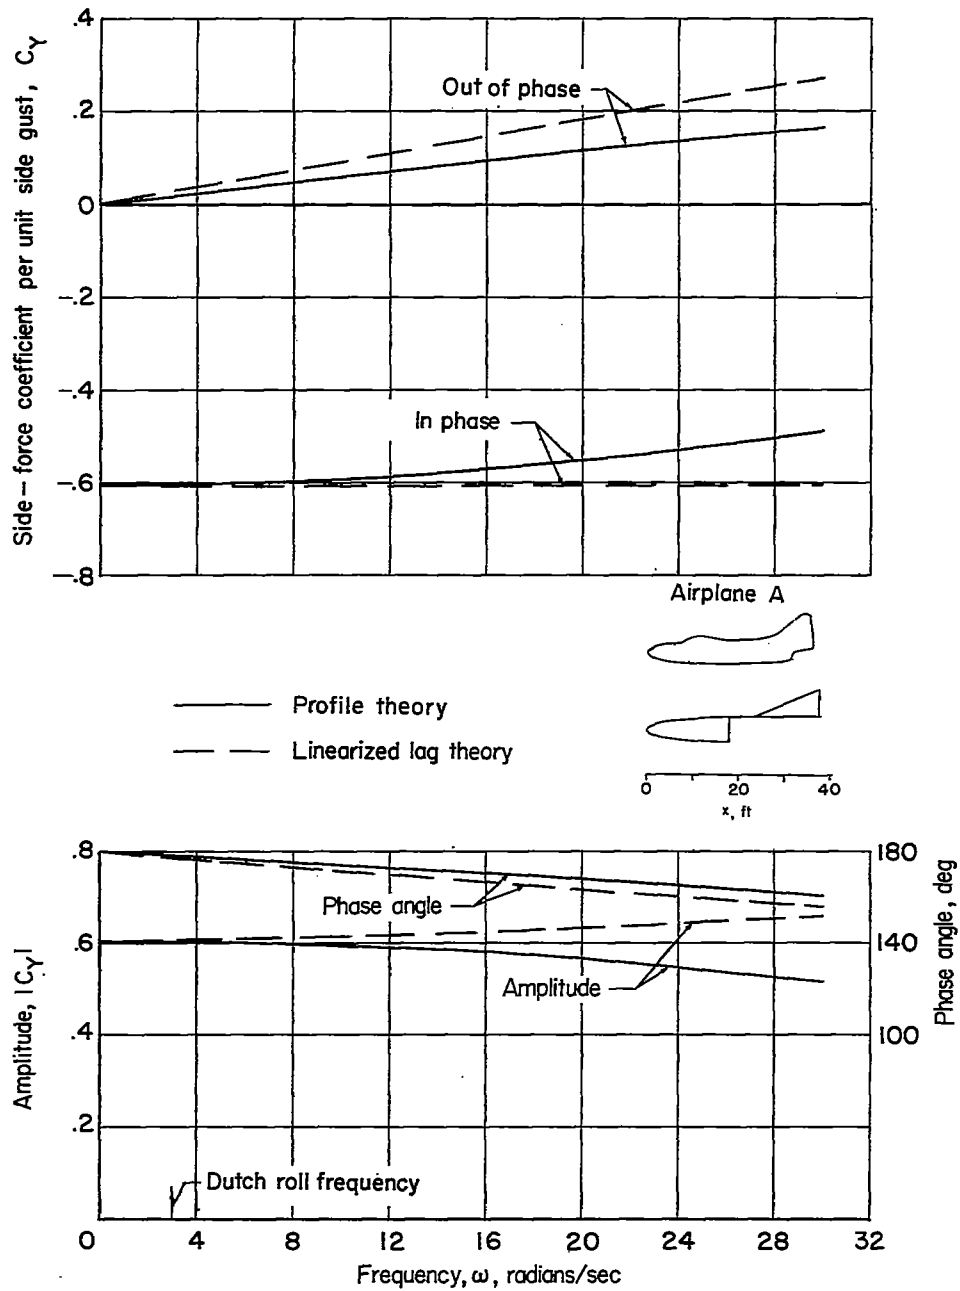 Side-force coefficient per unit side gust, CY
.4
.2
0
-.2
-.4
-.6
-.8
Out of phase
In phase
Airplane A
Profile theory
Linearized lag theory
0 20 40
x, ft
Amplitude, |CY|
.8
.6
.4
.2
0
Phase angle
Amplitude
Dutch roll frequency
180
140
100
Phase angle, deg
4 8 12 16 20 24 28 32
Frequency, ω, radians/sec